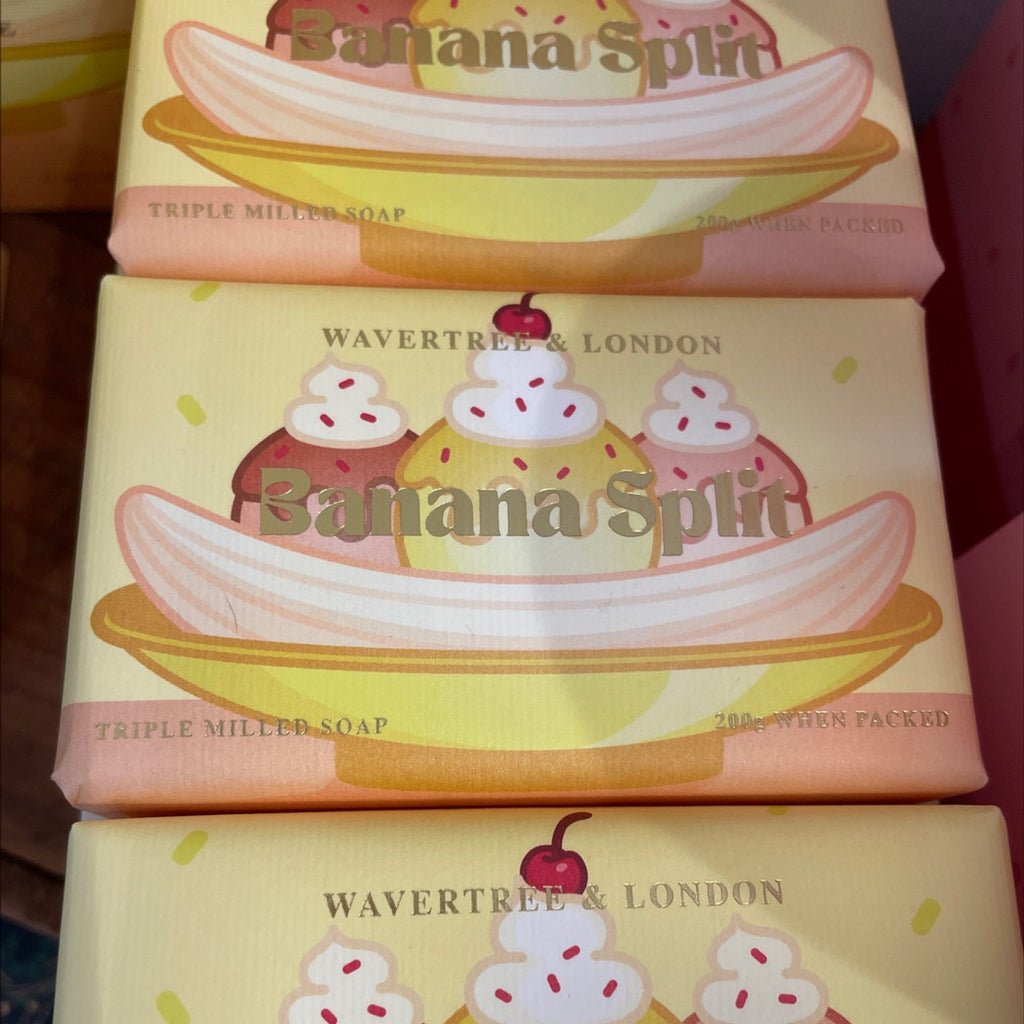 Banana Split
TRIPLE MILLED SOAP
200g WHEN PACKED
WAVERTREE & LONDON
Banana Split
TRIPLE MILLED SOAP
200g WHEN PACKED
WAVERTREE & LONDON